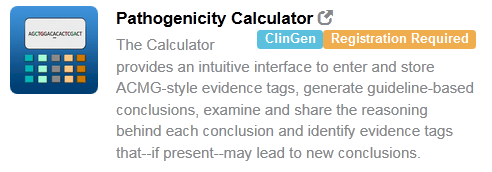 AGCTGGACACACTCGACT
Pathogenicity Calculator
ClinGen Registration Required
The Calculator
provides an intuitive interface to enter and store
ACMG-style evidence tags, generate guideline-based
conclusions, examine and share the reasoning
behind each conclusion and identify evidence tags
that--if present--may lead to new conclusions.